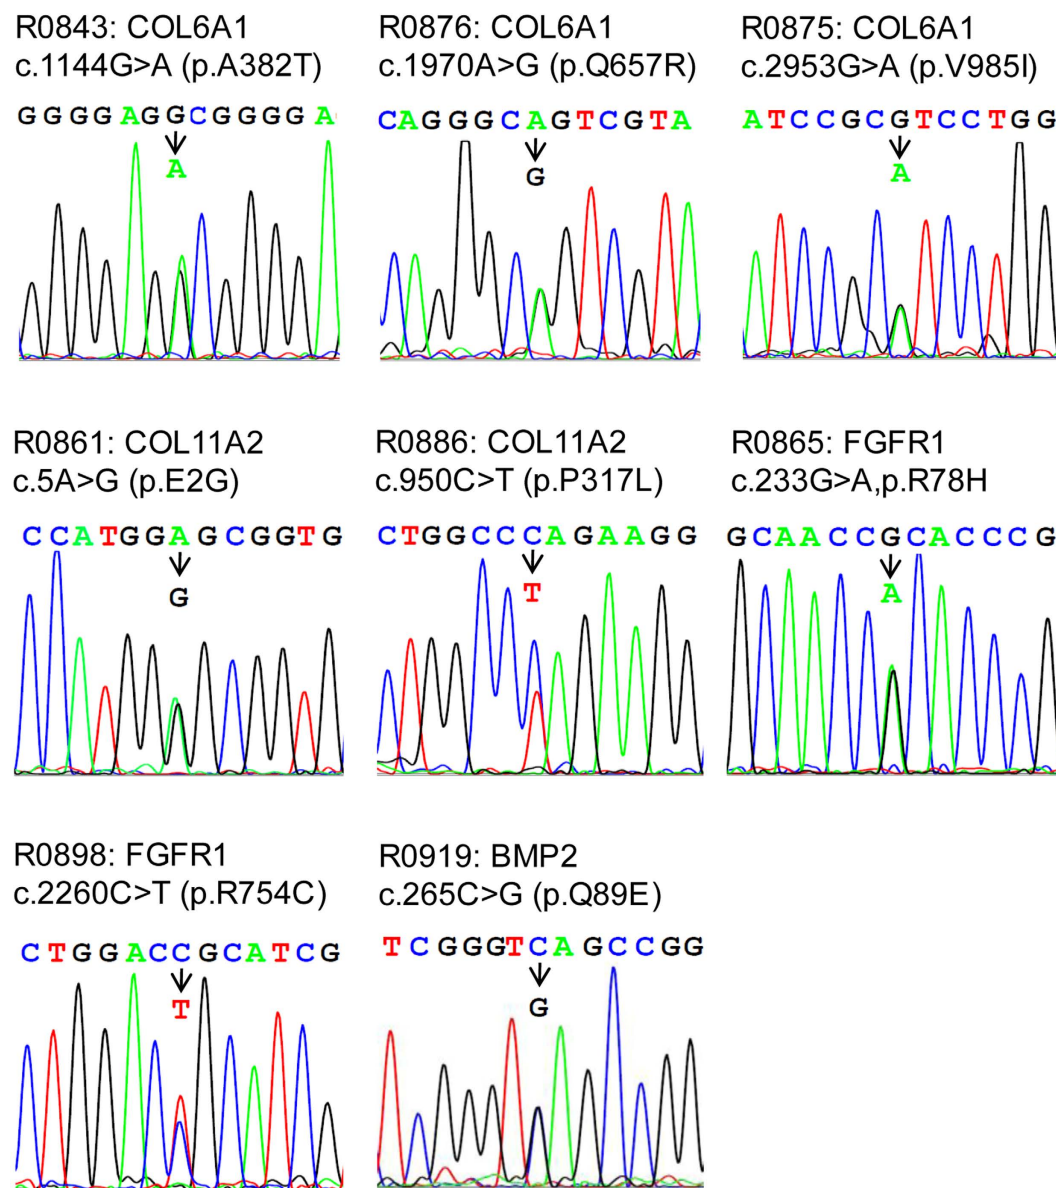 R0843: COL6A1
c.1144G>A (p.A382T)
GGGGAGGCGGGGA
A
R0876: COL6A1
c.1970A>G (p.Q657R)
CAGGGCAGTCGTA
G
R0875: COL6A1
c.2953G>A (p.V985I)
ATCCGCGTCCTGG
A
R0861: COL11A2
c.5A>G (p.E2G)
CCATGGAGCGGTG
G
R0886: COL11A2
c.950C>T (p.P317L)
CTGGCCCAGAAGG
T
R0865: FGFR1
c.233G>A,p.R78H
GCAACCGCACCCG
A
R0898: FGFR1
c.2260C>T (p.R754C)
CTGGACCGCATCG
T
R0919: BMP2
c.265C>G (p.Q89E)
TCGGGTCAGCCGG
G